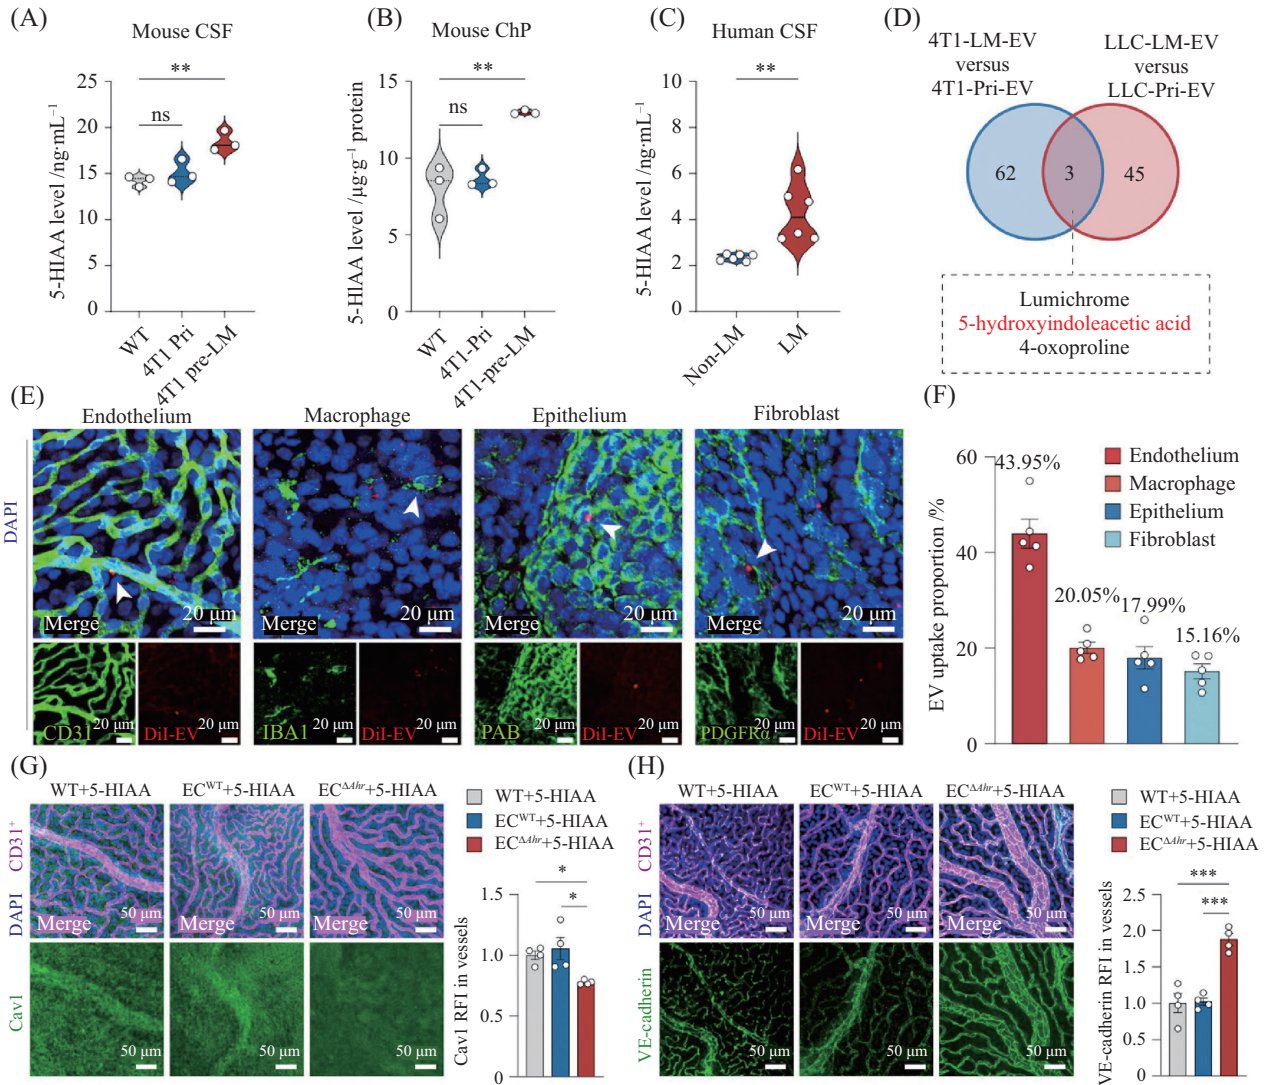 (A)
Mouse CSF
5-HIAA level /ng·mL⁻¹
25
20
15
10
5
0
**
ns
WT
4T1 Pri
4T1 pre-LM
(B)
Mouse ChP
5-HIAA level /µg·g⁻¹ protein
15
10
5
0
**
ns
WT
4T1-Pri
4T1-pre-LM
(C)
Human CSF
5-HIAA level /ng·mL⁻¹
10
8
6
4
2
0
**
Non-LM
LM
(D)
4T1-LM-EV
versus
4T1-Pri-EV
LLC-LM-EV
versus
LLC-Pri-EV
62
3
45
Lumichrome
5-hydroxyindoleacetic acid
4-oxoproline
(E)
DAPI
Endothelium
Macrophage
Epithelium
Fibroblast
Merge
20 µm
Merge
20 µm
Merge
20 µm
Merge
20 µm
20 µm
CD31
20 µm
DiI-EV
20 µm
IBA1
20 µm
DiI-EV
20 µm
PAB
20 µm
DiI-EV
20 µm
PDGFRα
20 µm
DiI-EV
(F)
EV uptake proportion /%
60
40
20
0
43.95%
20.05%
17.99%
15.16%
Endothelium
Macrophage
Epithelium
Fibroblast
(G)
WT+5-HIAA
EC^WT+5-HIAA
EC^ΔAhr+5-HIAA
DAPI CD31⁺
Merge
50 µm
Merge
50 µm
Merge
50 µm
Cav1
50 µm
50 µm
50 µm
WT+5-HIAA
EC^WT+5-HIAA
EC^ΔAhr+5-HIAA
Cav1 RFI in vessels
1.5
1.0
0.5
0
*
*
(H)
WT+5-HIAA
EC^WT+5-HIAA
EC^ΔAhr+5-HIAA
DAPI CD31⁺
Merge
50 µm
Merge
50 µm
Merge
50 µm
VE-cadherin
50 µm
50 µm
50 µm
WT+5-HIAA
EC^WT+5-HIAA
EC^ΔAhr+5-HIAA
VE-cadherin RFI in vessels
2.5
2.0
1.5
1.0
0.5
0
***
***